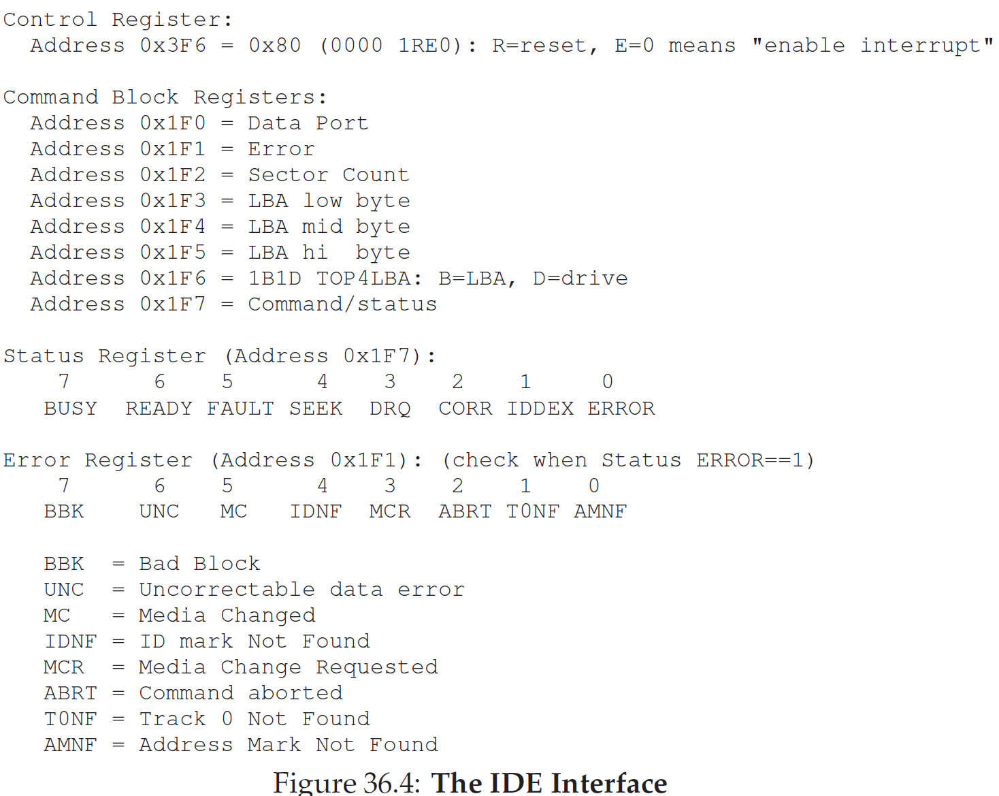 Control Register:
Address 0x3F6 = 0x80 (0000 1RE0): R=reset, E=0 means "enable interrupt"
Command Block Registers:
Address 0x1F0 = Data Port
Address 0x1F1 = Error
Address 0x1F2 = Sector Count
Address 0x1F3 = LBA low byte
Address 0x1F4 = LBA mid byte
Address 0x1F5 = LBA hi  byte
Address 0x1F6 = 1B1D TOP4LBA: B=LBA, D=drive
Address 0x1F7 = Command/status
Status Register (Address 0x1F7):
7 6 5 4 3 2 1 0
BUSY READY FAULT SEEK DRQ CORR IDDEX ERROR
Error Register (Address 0x1F1): (check when Status ERROR==1)
7 6 5 4 3 2 1 0
BBK UNC MC IDNF MCR ABRT T0NF AMNF
BBK = Bad Block
UNC = Uncorrectable data error
MC = Media Changed
IDNF = ID mark Not Found
MCR = Media Change Requested
ABRT = Command aborted
T0NF = Track 0 Not Found
AMNF = Address Mark Not Found
Figure 36.4: The IDE Interface